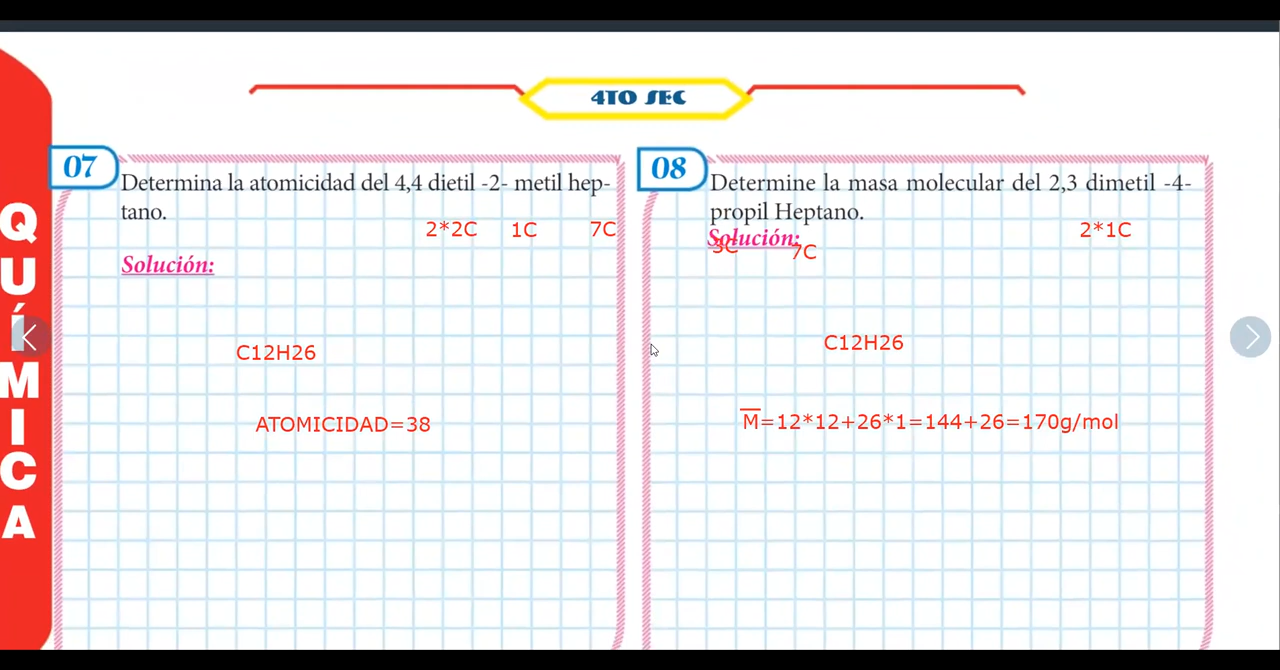 4TO SEC
QUÍMICA
07
Determina la atomicidad del 4,4 dietil -2- metil hep-
tano.
2*2C 1C 7C
Solución:
C12H26
ATOMICIDAD=38
08
Determine la masa molecular del 2,3 dimetil -4-
propil Heptano.
2*1C
Solución:
3C 7C
C12H26
M=12*12+26*1=144+26=170g/mol